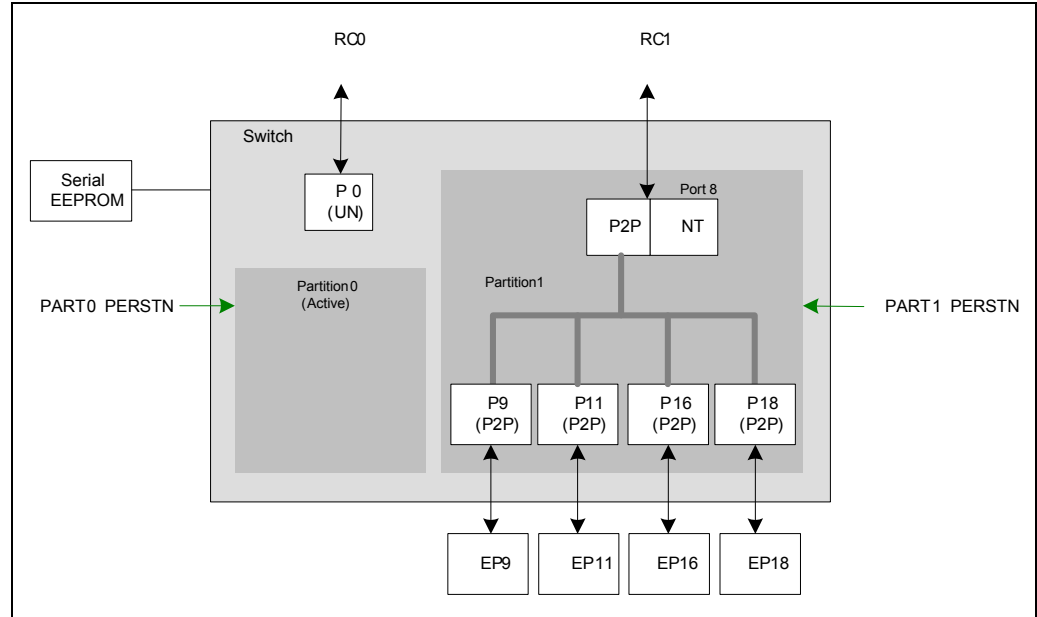 RC0
RC1
Switch
Serial
EEPROM
P 0
(UN)
Port 8
P2P
NT
PART0 PERSTN
Partition 0
(Active)
Partition1
PART1 PERSTN
P9
(P2P)
P11
(P2P)
P16
(P2P)
P18
(P2P)
EP9
EP11
EP16
EP18